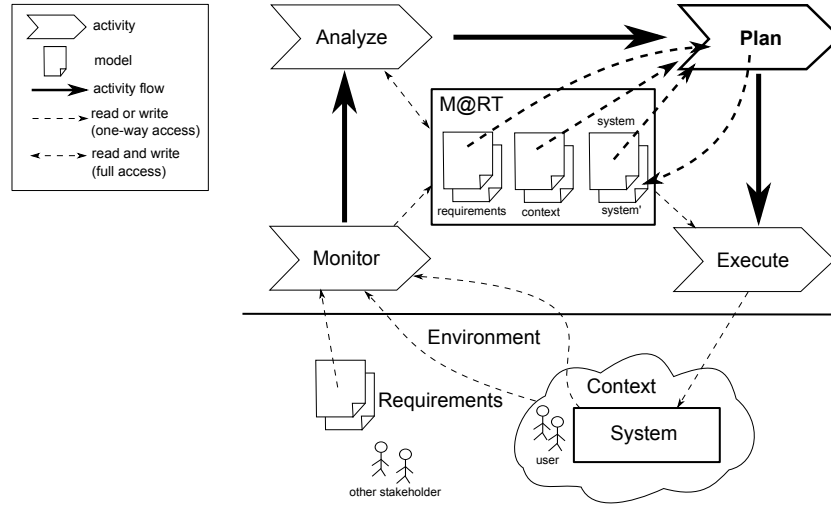 activity
model
activity flow
read or write
(one-way access)
read and write
(full access)
Analyze
Plan
M@RT
system
requirements
context
system'
Monitor
Execute
Environment
Requirements
Context
System
user
other stakeholder